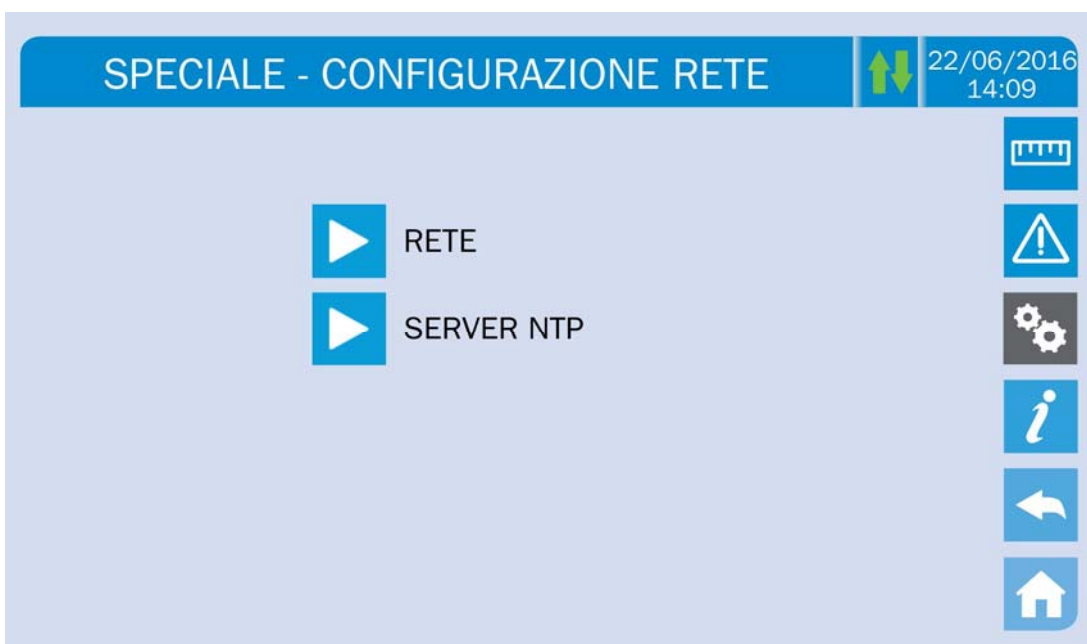 SPECIALE - CONFIGURAZIONE RETE
22/06/2016
14:09
RETE
SERVER NTP
i